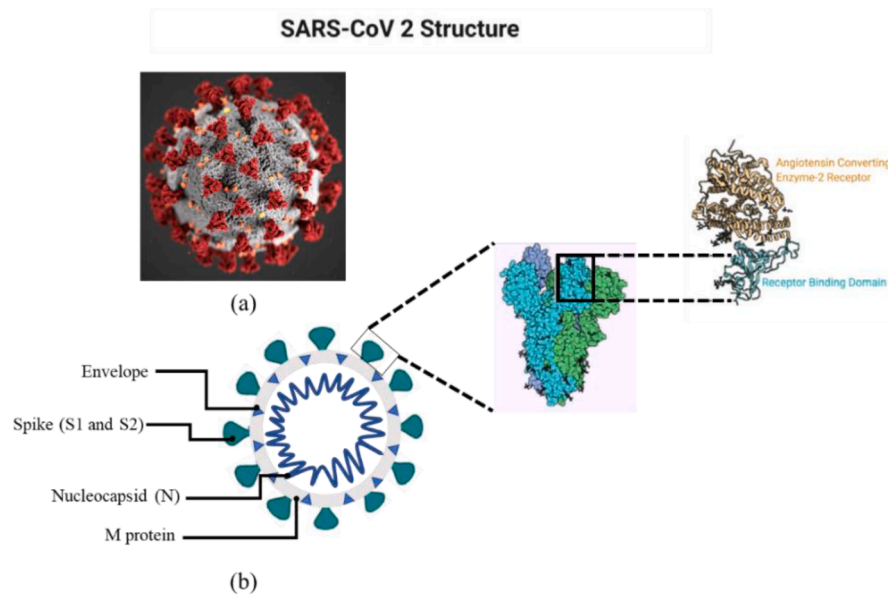 SARS-CoV 2 Structure
Angiotensin Converting
Enzyme-2 Receptor
Receptor Binding Domain
(a)
Envelope
Spike (S1 and S2)
Nucleocapsid (N)
M protein
(b)